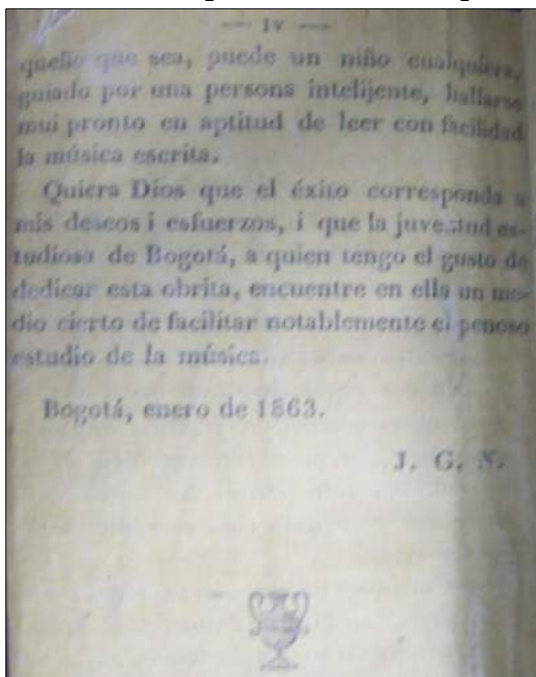 — IV —
queño que sea, puede un niño cualquiera,
guiado por una persona intelijente, hallarse
mui pronto en aptitud de leer con facilidad
la música escrita.
Quiera Dios que el éxito corresponda a
mis deseos i esfuerzos, i que la juventud es-
tudiosa de Bogotá, a quien tengo el gusto de
dedicar esta obrita, encuentre en ella un me-
dio cierto de facilitar notablemente el penoso
estudio de la música.
Bogotá, enero de 1863.
J. G. N.